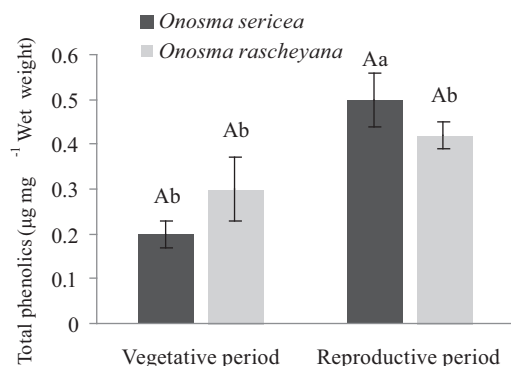 Onosma sericea
Onosma rascheyana
Total phenolics (µg mg -1 Wet weight)
0.6
0.5
0.4
0.3
0.2
0.1
0
Ab
Ab
Aa
Ab
Vegetative period
Reproductive period